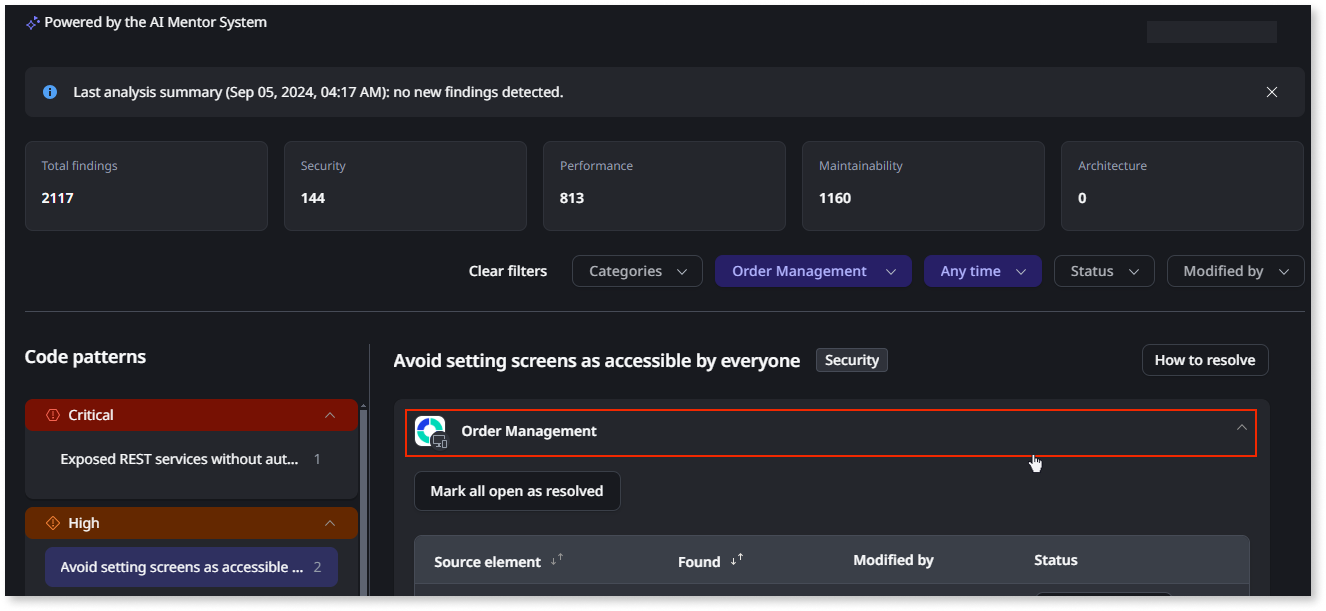 Powered by the AI Mentor System
Last analysis summary (Sep 05, 2024, 04:17 AM): no new findings detected.
Total findings
2117
Security
144
Performance
813
Maintainability
1160
Architecture
0
Clear filters
Categories
Order Management
Any time
Status
Modified by
Code patterns
Critical
Exposed REST services without aut... 1
High
Avoid setting screens as accessible ... 2
Avoid setting screens as accessible by everyone
Security
How to resolve
Order Management
Mark all open as resolved
Source element
Found
Modified by
Status